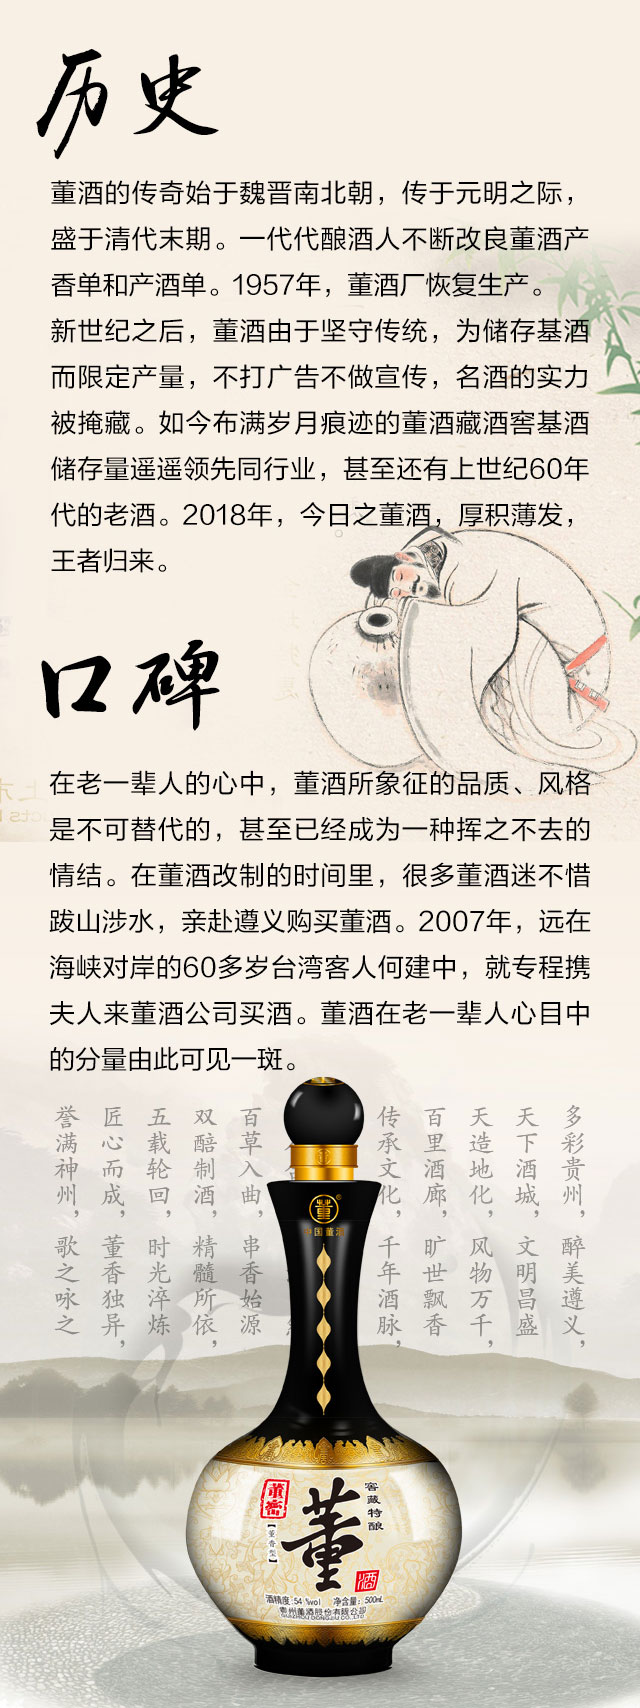 历史
董酒的传奇始于魏晋南北朝，传于元明之际，
盛于清代末期。一代代酿酒人不断改良董酒产
香单和产酒单。1957年，董酒厂恢复生产。
新世纪之后，董酒由于坚守传统，为储存基酒
而限定产量，不打广告不做宣传，名酒的实力
被掩藏。如今布满岁月痕迹的董酒藏酒窖基酒
储存量遥遥领先同行业，甚至还有上世纪60年
代的老酒。2018年，今日之董酒，厚积薄发，
王者归来。
口碑
在老一辈人的心中，董酒所象征的品质、风格
是不可替代的，甚至已经成为一种挥之不去的
情结。在董酒改制的时间里，很多董酒迷不惜
跋山涉水，亲赴遵义购买董酒。2007年，远在
海峡对岸的60多岁台湾客人何建中，就专程携
夫人来董酒公司买酒。董酒在老一辈人心目中
的分量由此可见一斑。
多彩贵州，醉美遵义，
天下酒城，文明昌盛
天造地化，风物万千，
百里酒廊，旷世飘香
传承文化，千年酒脉，
百草入曲，串香始源
双醅制酒，精髓所依，
五载轮回，时光淬炼
匠心而成，董香独异，
誉满神州，歌之咏之
董
中国董酒
窖藏特酿
董酒
董密
【董香型】
酒精度:54%vol 净含量:500mL
贵州董酒股份有限公司
GUIZHOU DONGJIU CO.,LTD